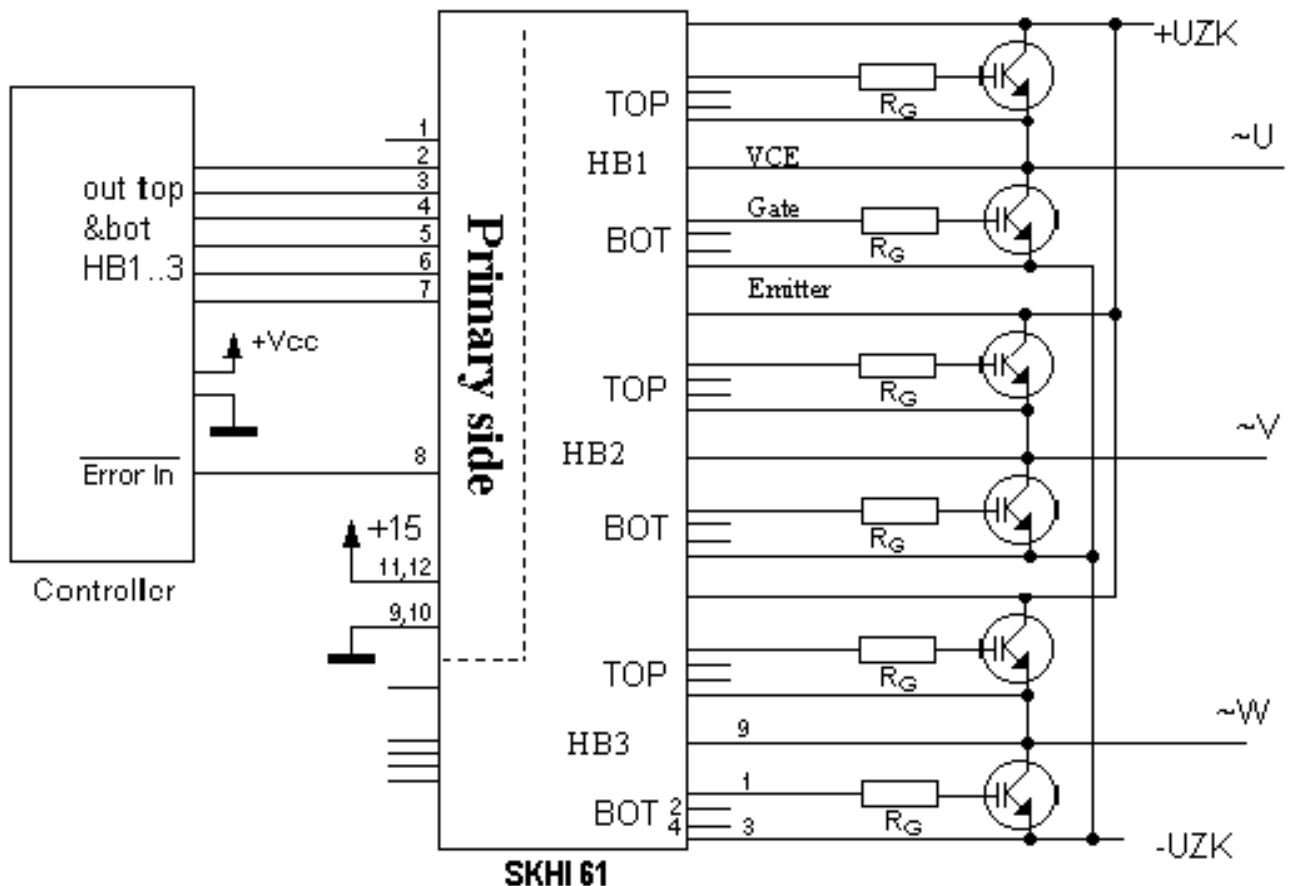 +UZK
TOP
RG
HB1
VCE
~U
Gate
BOT
RG
Emitter
1
2
3
4
5
6
7
out top
&bot
HB1..3
+Vcc
Error In
8
Controller
+15
11,12
9,10
Primary side
TOP
RG
HB2
~V
BOT
RG
TOP
RG
HB3
9
~W
1
BOT
2
4
3
RG
-UZK
SKHI 61